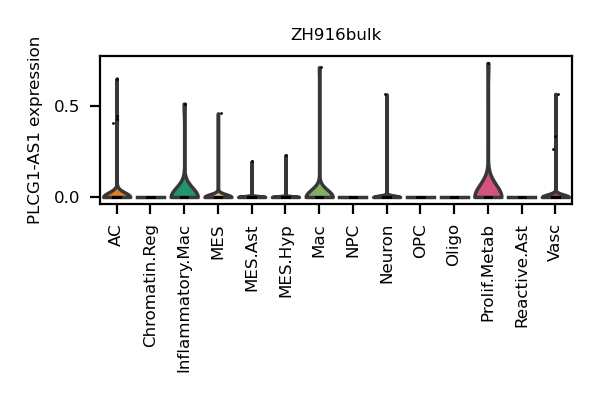 ZH916bulk
PLCG1-AS1 expression
0.5
0.0
AC
Chromatin.Reg
Inflammatory.Mac
MES
MES.Ast
MES.Hyp
Mac
NPC
Neuron
OPC
Oligo
Prolif.Metab
Reactive.Ast
Vasc